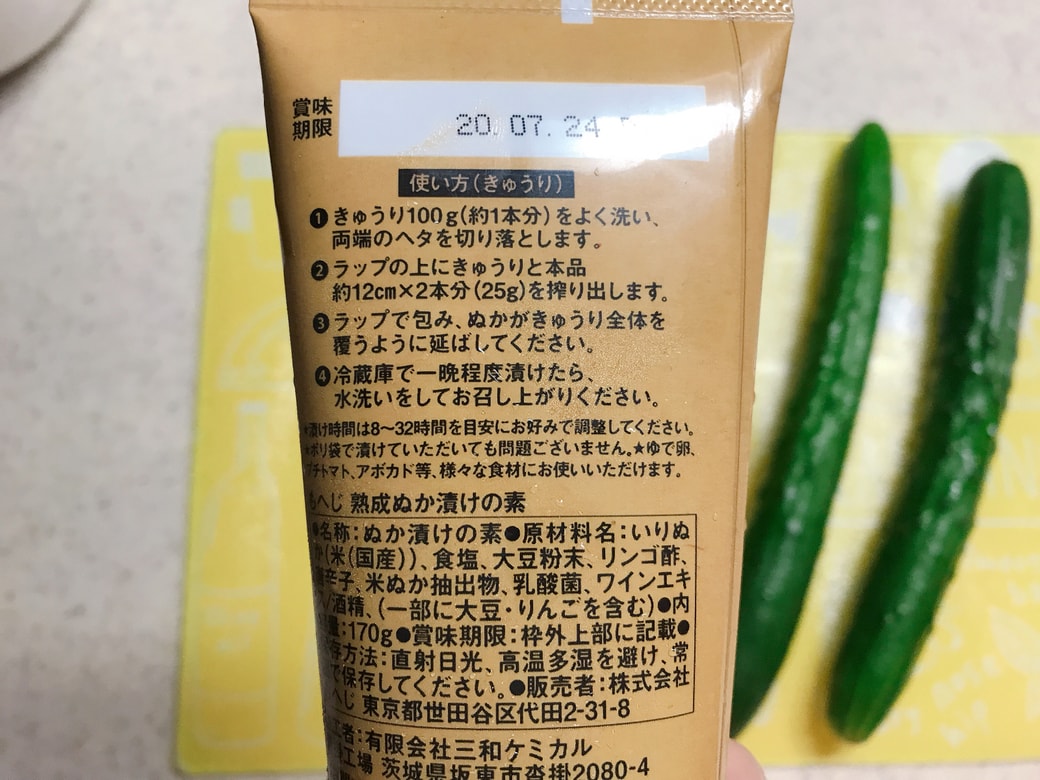 賞味
期限
20.07.24
使い方(きゅうり)
❶きゅうり100g(約1本分)をよく洗い、
両端のヘタを切り落とします。
❷ラップの上にきゅうりと本品
約12cm×2本分(25g)を搾り出します。
❸ラップで包み、ぬかがきゅうり全体を
覆うように延ばしてください。
❹冷蔵庫で一晩程度漬けたら、
水洗いをしてお召し上がりください。
★漬け時間は8〜32時間を目安にお好みで調整してください。
★ポリ袋で漬けていただいても問題ございません。★ゆで卵、
プチトマト、アボカド等、様々な食材にお使いいただけます。
もへじ 熟成ぬか漬けの素
●名称:ぬか漬けの素●原材料名:いりぬ
か(米(国産))、食塩、大豆粉末、リンゴ酢、
辛子、米ぬか抽出物、乳酸菌、ワインエキ
/酒精、(一部に大豆・りんごを含む)●内
量:170g●賞味期限:枠外上部に記載●
存方法:直射日光、高温多湿を避け、常
で保存してください。●販売者:株式会社
へじ 東京都世田谷区代田2-31-8
者:有限会社三和ケミカル
工場 茨城県坂東市沓掛2080-4